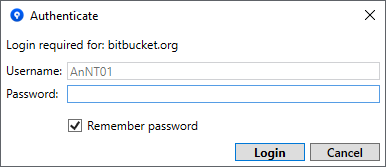 Authenticate
Login required for: bitbucket.org
Username: AnNT01
Password:
Remember password
Login Cancel